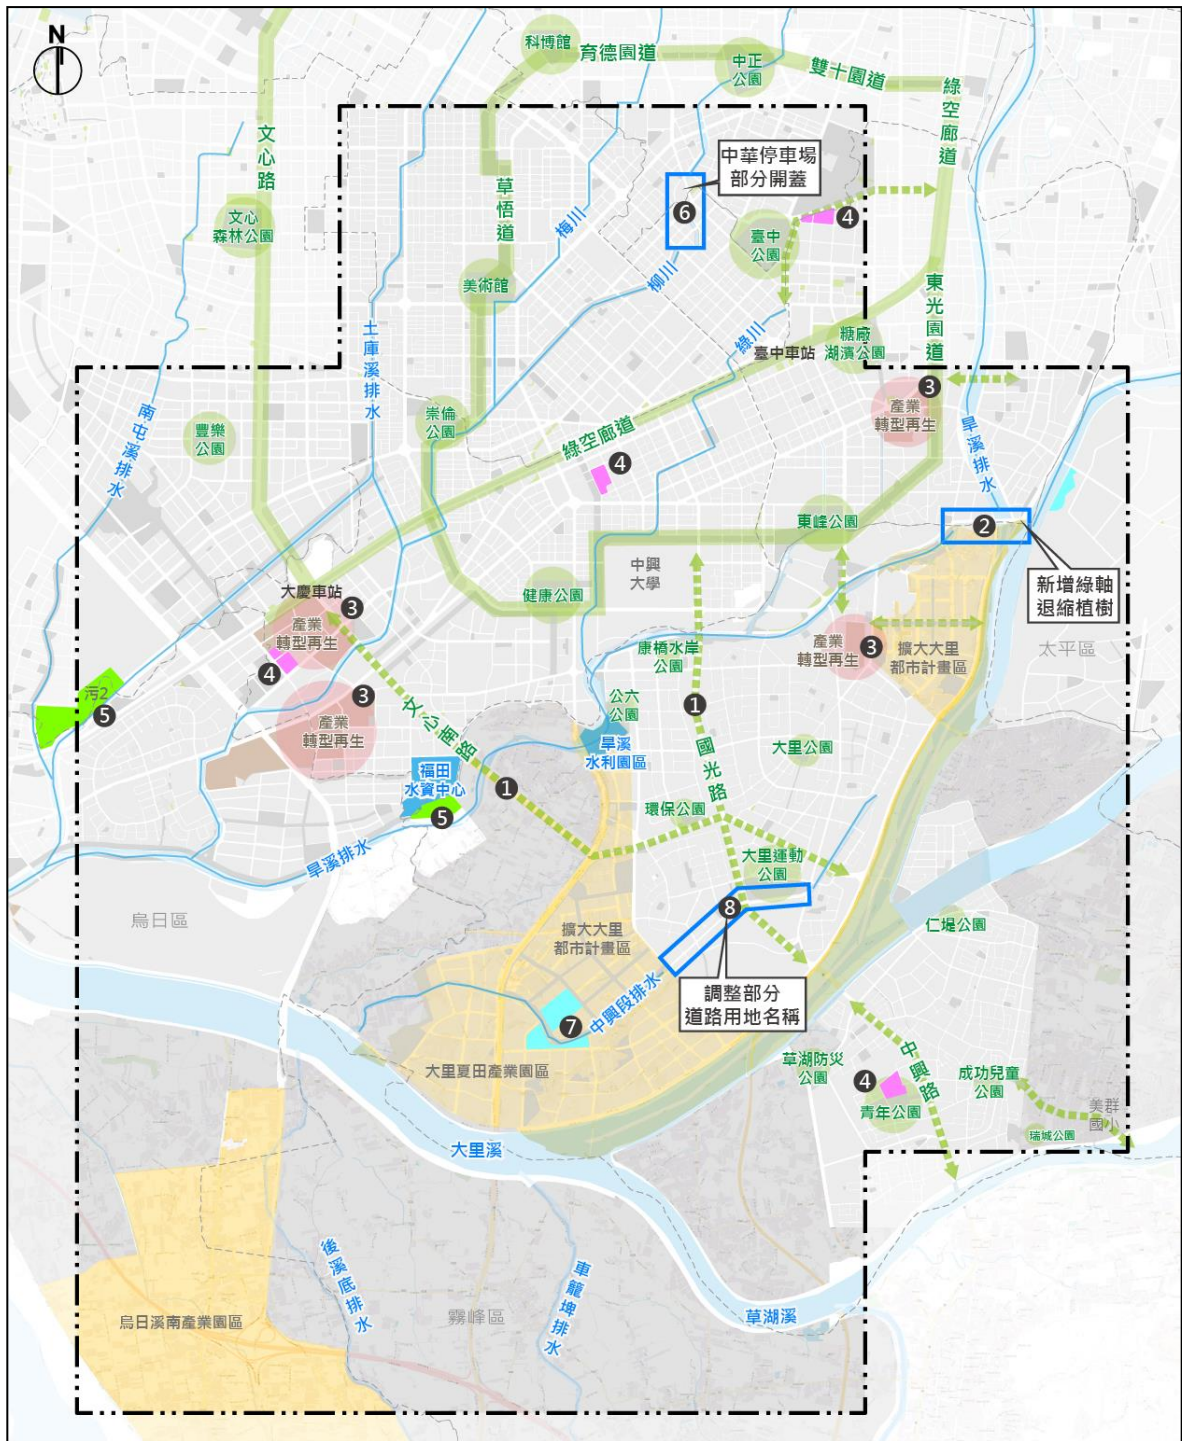 N
科博館
育德園道
中正
公園
雙十園道
綠空廊道
文心路
中華停車場
部分開蓋
草悟道
6
4
文心
森林公園
梅川
臺中
公園
美術館
柳川
東光園道
土庫溪排水
綠川
糖廠
湖濱公園
臺中車站
3
產業
轉型再生
南屯溪排水
豐樂
公園
崇倫
公園
綠空廊道
4
旱溪排水
東峰公園
2
中興
大學
大慶車站
健康公園
新增綠軸
退縮植樹
3
產業
轉型再生
康橋水岸
公園
產業
轉型再生
3
擴大大里
都市計畫區
太平區
4
污2
5
3
產業
轉型再生
文心南路
公六
公園
1
國光路
旱溪
水利園區
大里公園
福田
水資中心
1
5
環保公園
旱溪排水
大里運動
公園
烏日區
8
仁堤公園
擴大大里
都市計畫區
中興段排水
調整部分
道路用地名稱
7
大里夏田產業園區
草湖防災
公園
中興路
4
青年公園
成功兒童
公園
美群
國小
瑞城公園
大里溪
後溪底排水
車籠埤排水
烏日溪南產業園區
霧峰區
草湖溪